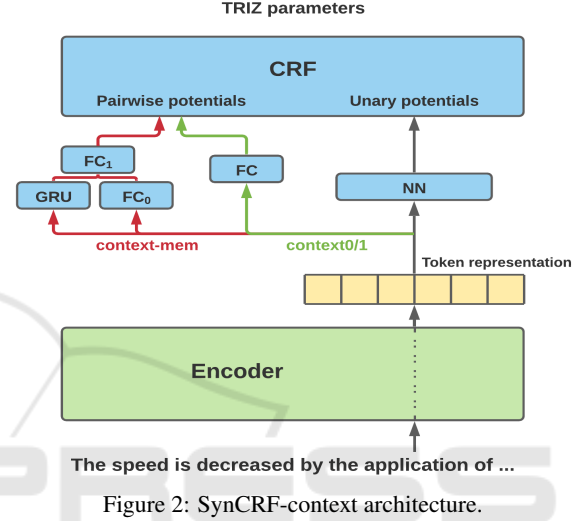 TRIZ parameters
CRF
Pairwise potentials
Unary potentials
FC₁
GRU
FC₀
FC
NN
context-mem
context0/1
Token representation
Encoder
The speed is decreased by the application of ...
PRESS
Figure 2: SynCRF-context architecture.